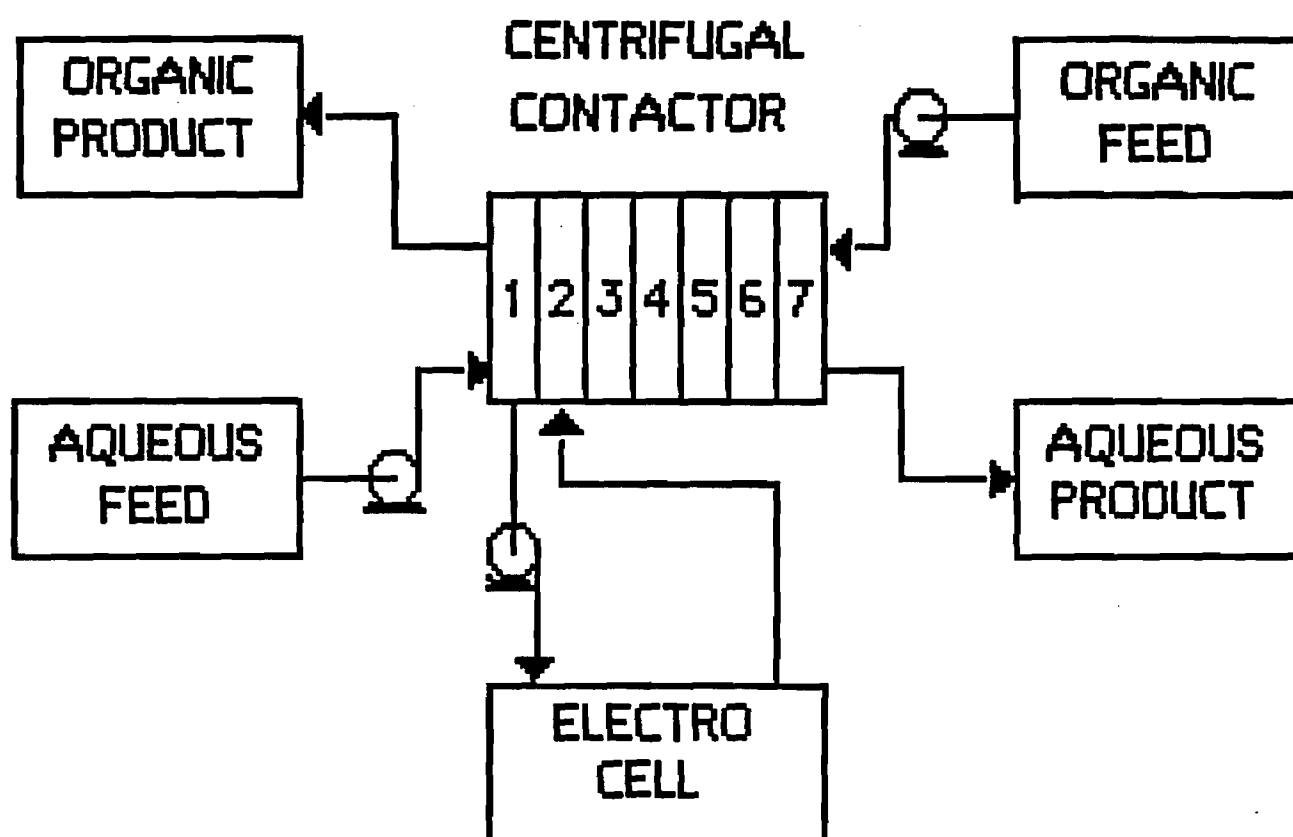 ORGANIC
PRODUCT
CENTRIFUGAL
CONTACTOR
ORGANIC
FEED
1 2 3 4 5 6 7
AQUEOUS
FEED
AQUEOUS
PRODUCT
ELECTRO
CELL